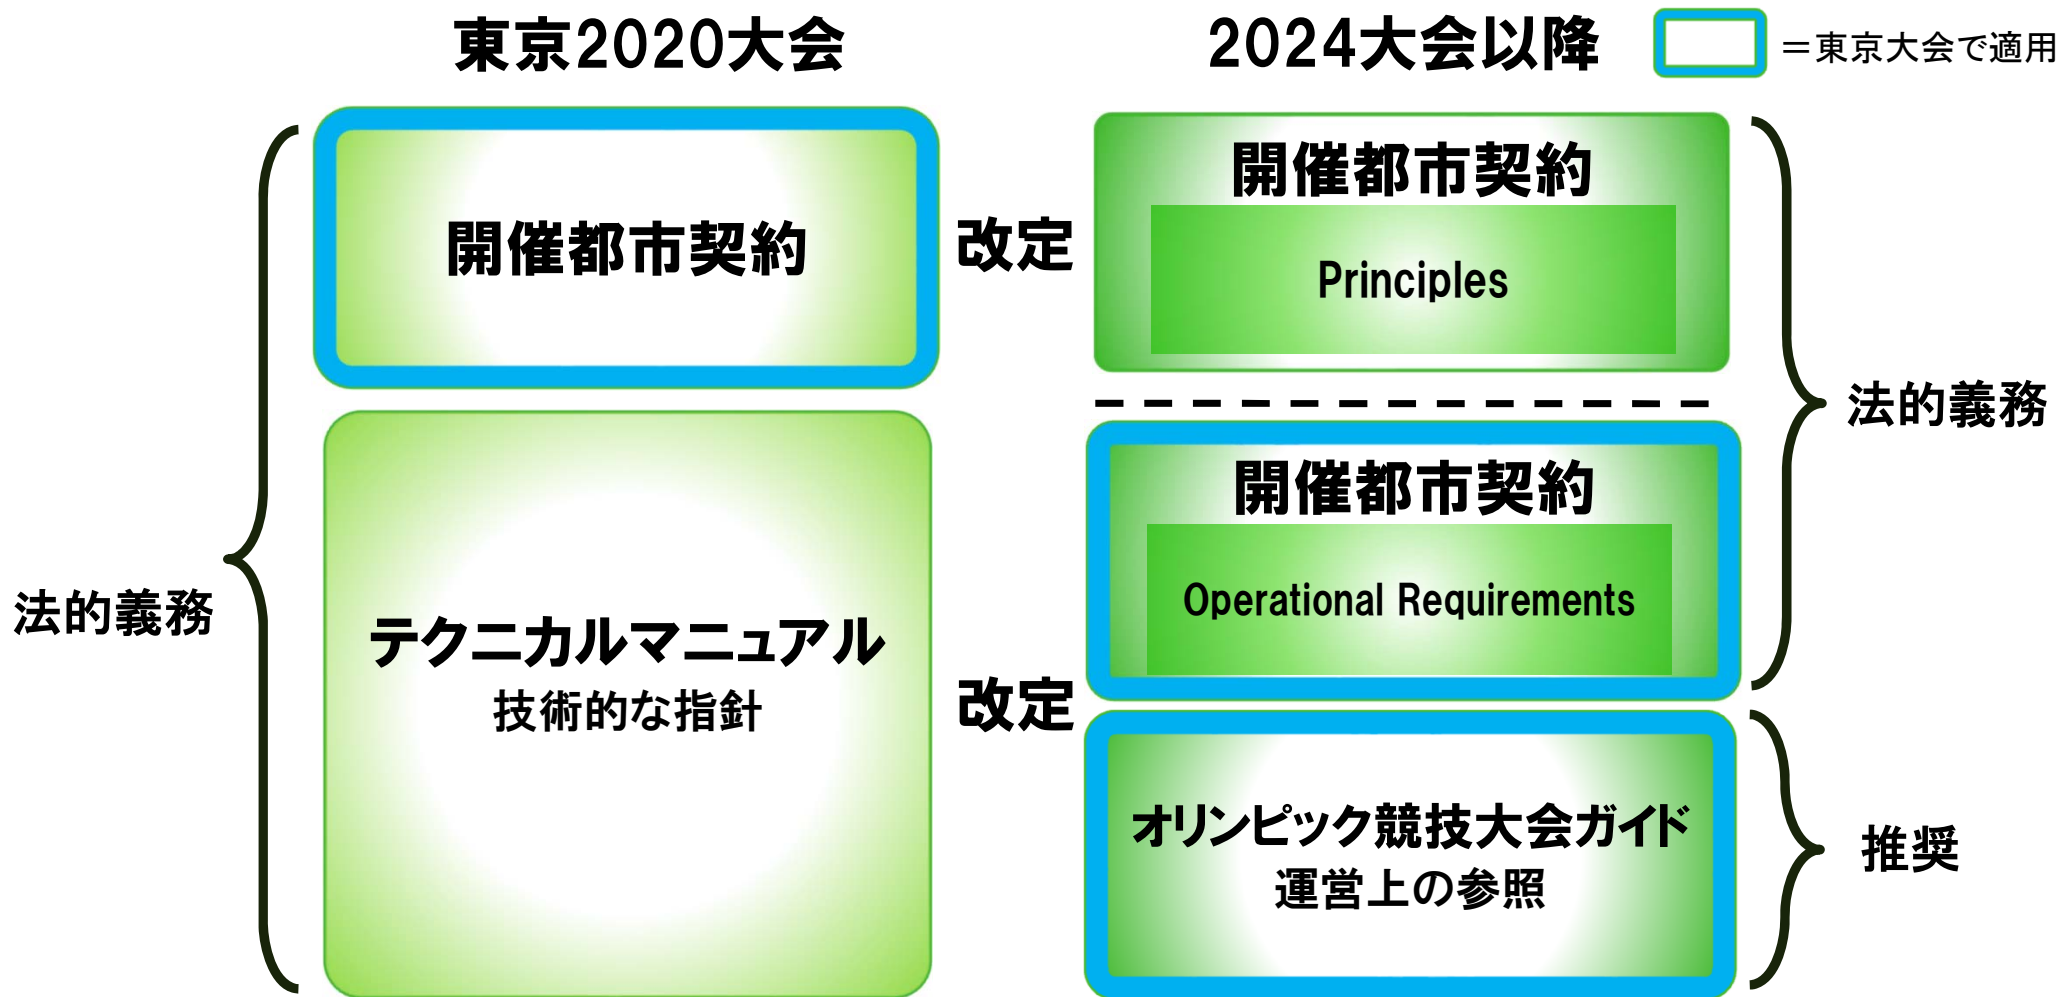 東京2020大会
2024大会以降
=東京大会で適用
法的義務
開催都市契約
テクニカルマニュアル
技術的な指針
改定
改定
開催都市契約
Principles
開催都市契約
Operational Requirements
オリンピック競技大会ガイド
運営上の参照
法的義務
推奨